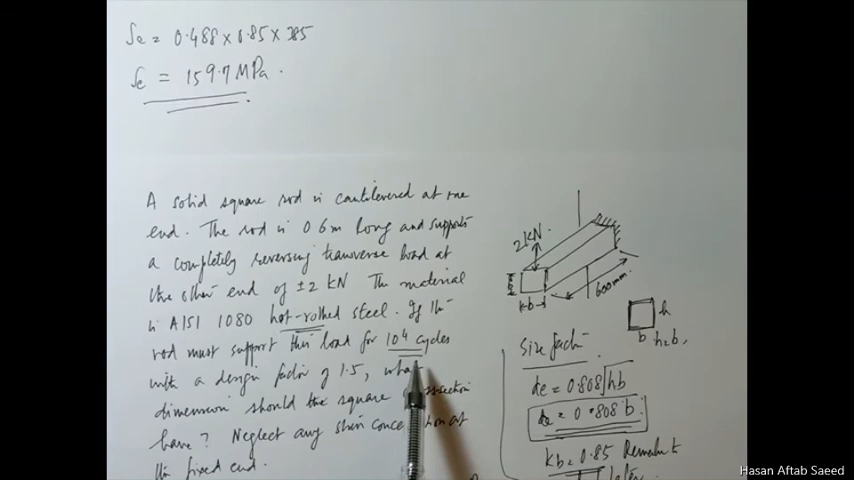 Se = 0.488 x 0.85 x 385
Se = 159.7 MPa.
A solid square rod is cantilevered at one
end. The rod is 0.6 m long and supports
a completely reversing transverse load at
the other end of ±2 kN The material
is AISI 1080 hot-rolled steel. If the
rod must support this load for 104 cycles
with a design factor of 1.5, what
dimension should the square
have? Neglect any
at
the fixed end.
2 kN.
b
600 mm.
h
b h=b,
Size factor
de = 0.808 √hb
de = 0.808 b
kb = 0.85
later
Hasan Aftab Saeed